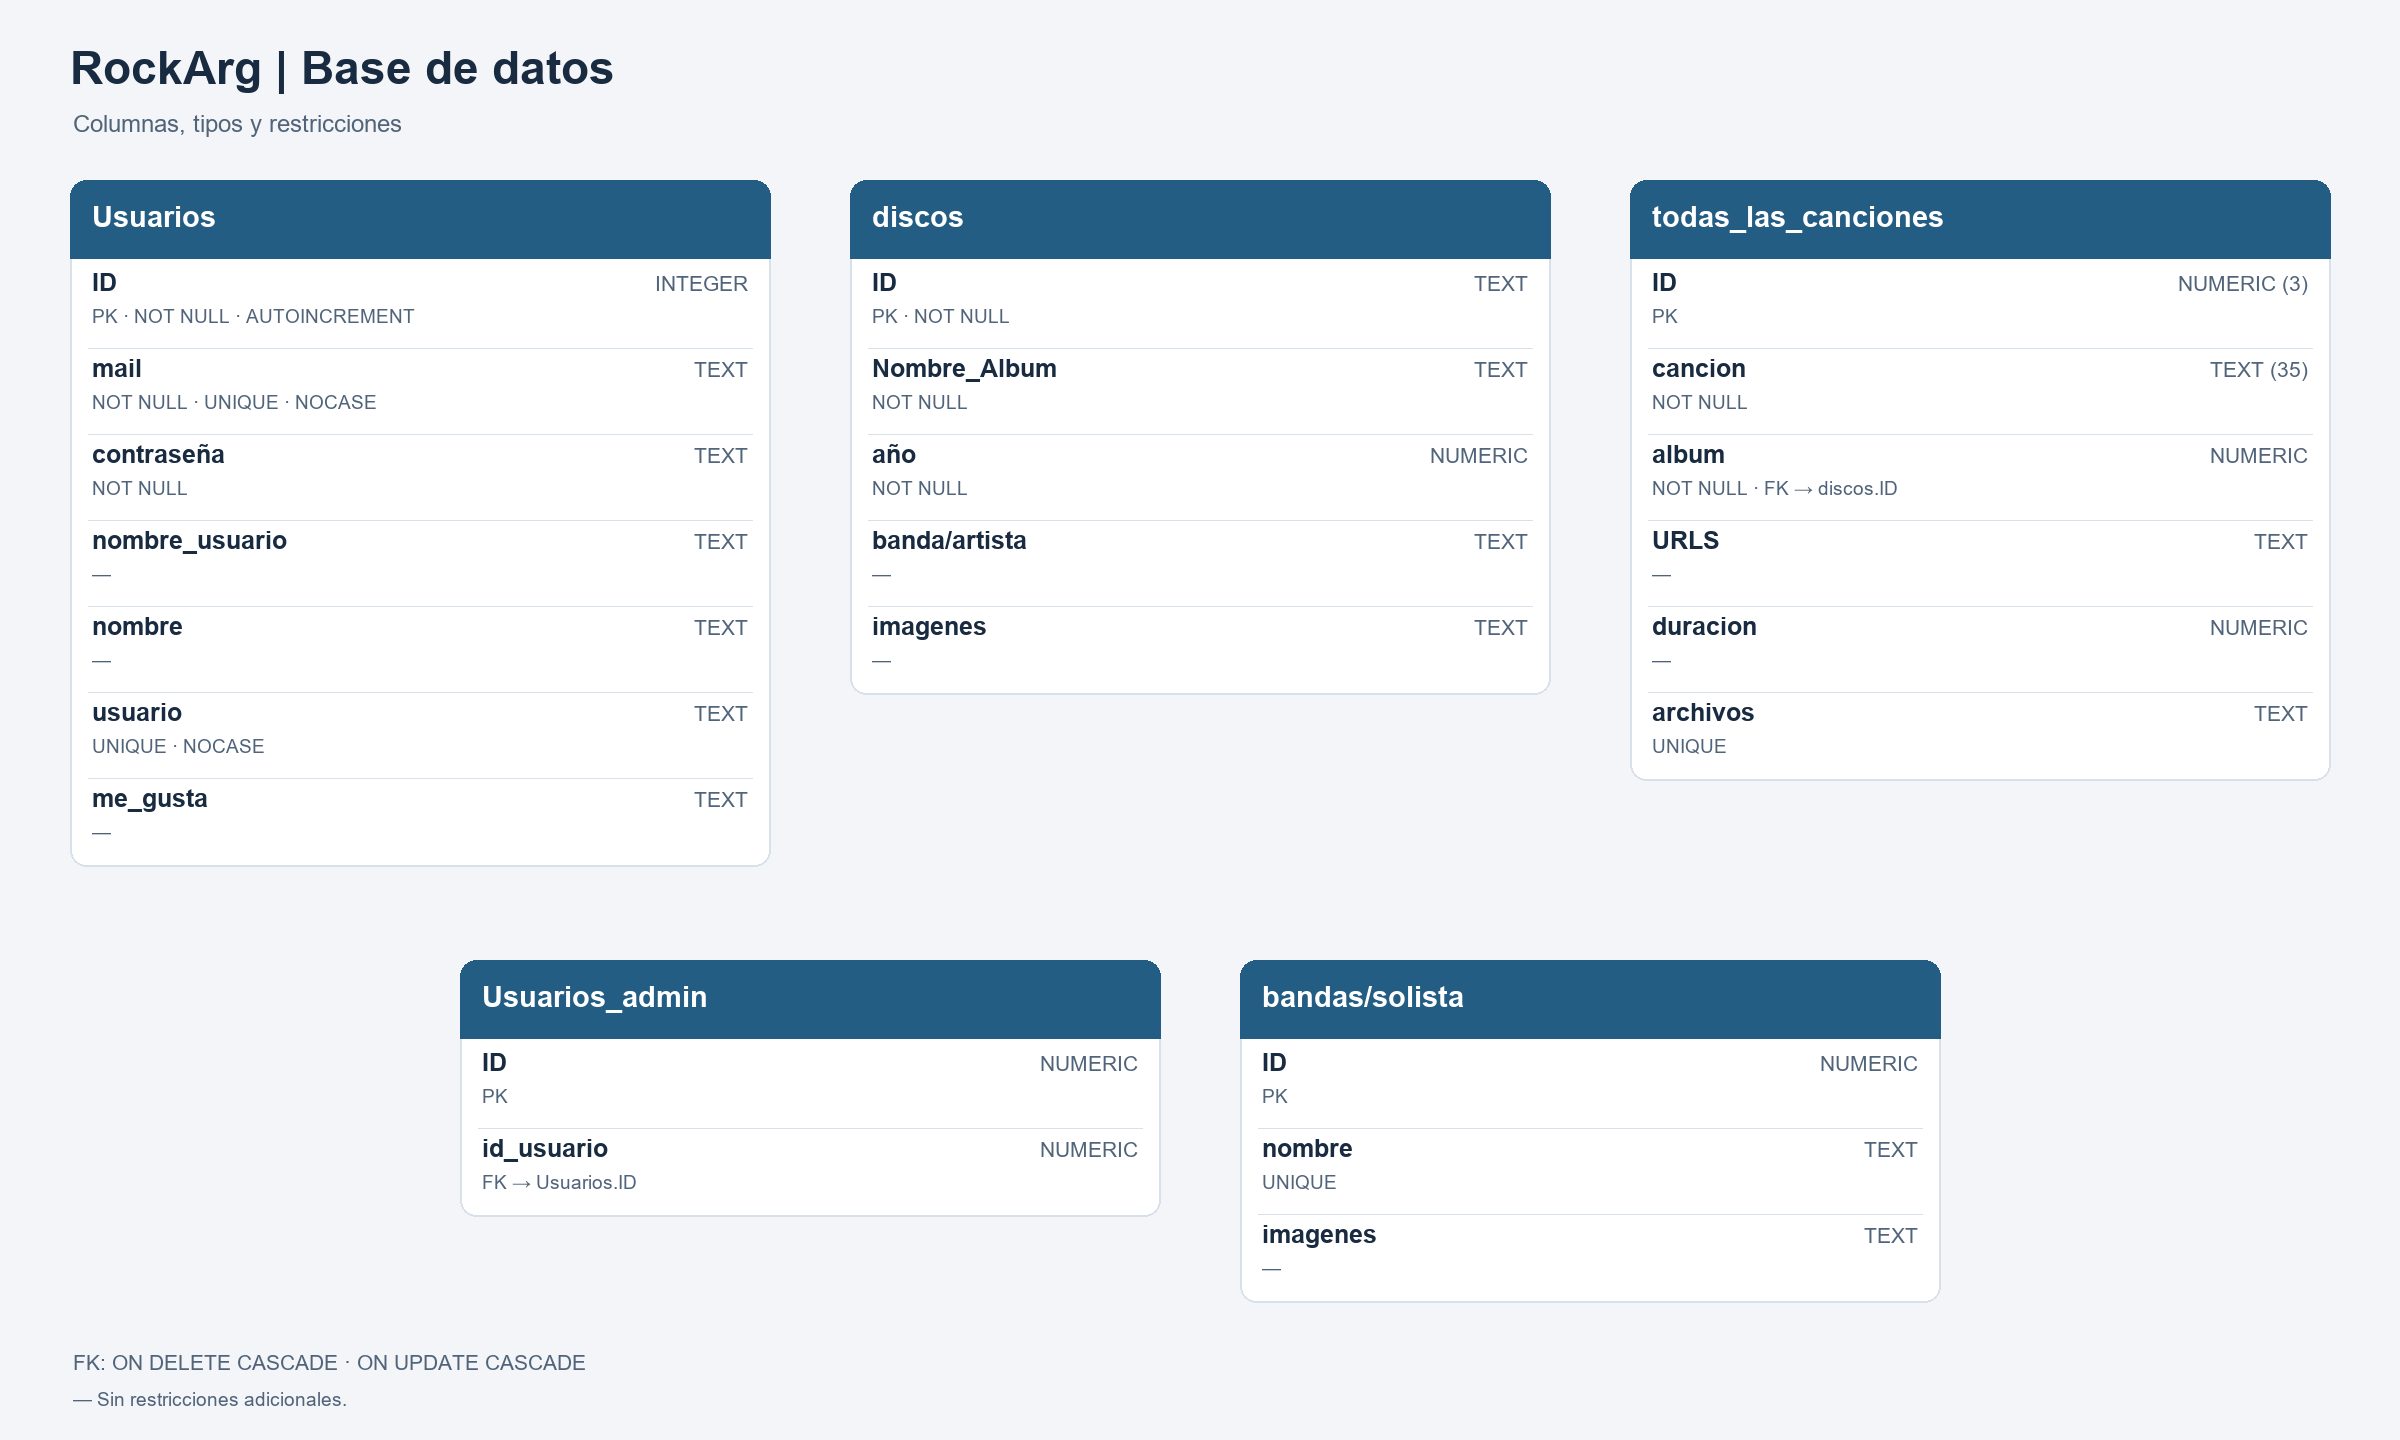 RockArg | Base de datos
Columnas, tipos y restricciones
Usuarios
ID INTEGER
PK · NOT NULL · AUTOINCREMENT
mail TEXT
NOT NULL · UNIQUE · NOCASE
contraseña TEXT
NOT NULL
nombre_usuario TEXT
—
nombre TEXT
—
usuario TEXT
UNIQUE · NOCASE
me_gusta TEXT
—
discos
ID TEXT
PK · NOT NULL
Nombre_Album TEXT
NOT NULL
año NUMERIC
NOT NULL
banda/artista TEXT
—
imagenes TEXT
—
todas_las_canciones
ID NUMERIC (3)
PK
cancion TEXT (35)
NOT NULL
album NUMERIC
NOT NULL · FK → discos.ID
URLS TEXT
—
duracion NUMERIC
—
archivos TEXT
UNIQUE
Usuarios_admin
ID NUMERIC
PK
id_usuario NUMERIC
FK → Usuarios.ID
bandas/solista
ID NUMERIC
PK
nombre TEXT
UNIQUE
imagenes TEXT
—
FK: ON DELETE CASCADE · ON UPDATE CASCADE
— Sin restricciones adicionales.